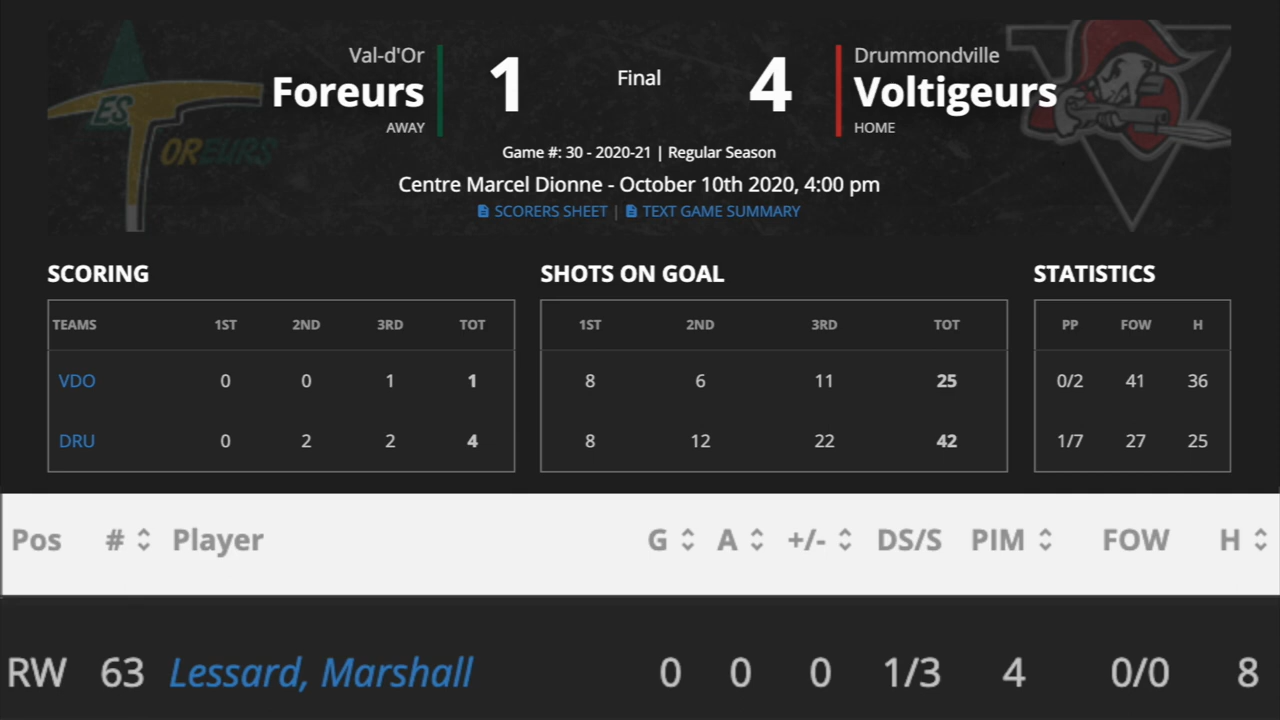 Val-d'Or
Foreurs
AWAY
1
Final
4
Drummondville
Voltigeurs
HOME
LES
FOREURS
Game #: 30 - 2020-21 | Regular Season
Centre Marcel Dionne - October 10th 2020, 4:00 pm
SCORERS SHEET | TEXT GAME SUMMARY
SCORING
TEAMS 1ST 2ND 3RD TOT
VDO 0 0 1 1
DRU 0 2 2 4
SHOTS ON GOAL
1ST 2ND 3RD TOT
8 6 11 25
8 12 22 42
STATISTICS
PP FOW H
0/2 41 36
1/7 27 25
Pos # Player G A +/- DS/S PIM FOW H
RW 63 Lessard, Marshall 0 0 0 1/3 4 0/0 8